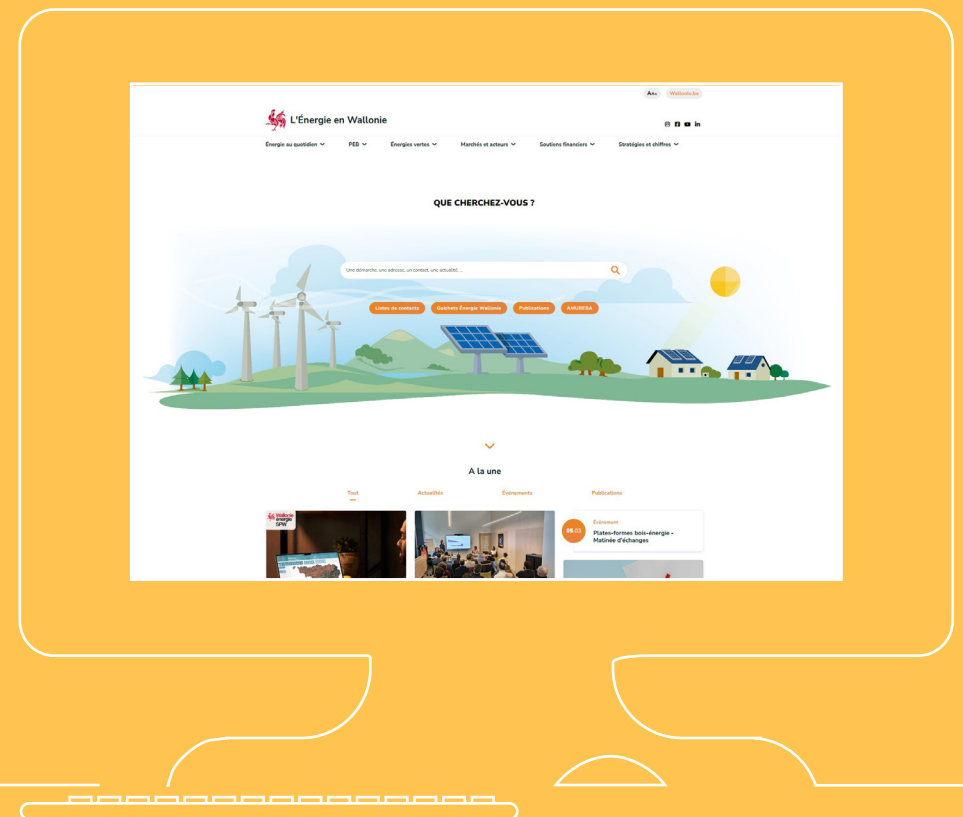 AAA Wallonie.be
L'Énergie en Wallonie
Énergie au quotidien PEB Énergies vertes Marchés et acteurs Soutiens financiers Stratégies et chiffres
QUE CHERCHEZ-VOUS ?
Une démarche, une adresse, un contact, une actualité, ...
Listes de contacts Guichets Énergie Wallonie Publications AMUREBA
A la une
Tout Actualités Événements Publications
Wallonie
énergie
SPW
06.03
Événement
Plates-formes bois-énergie -
Matinée d'échanges